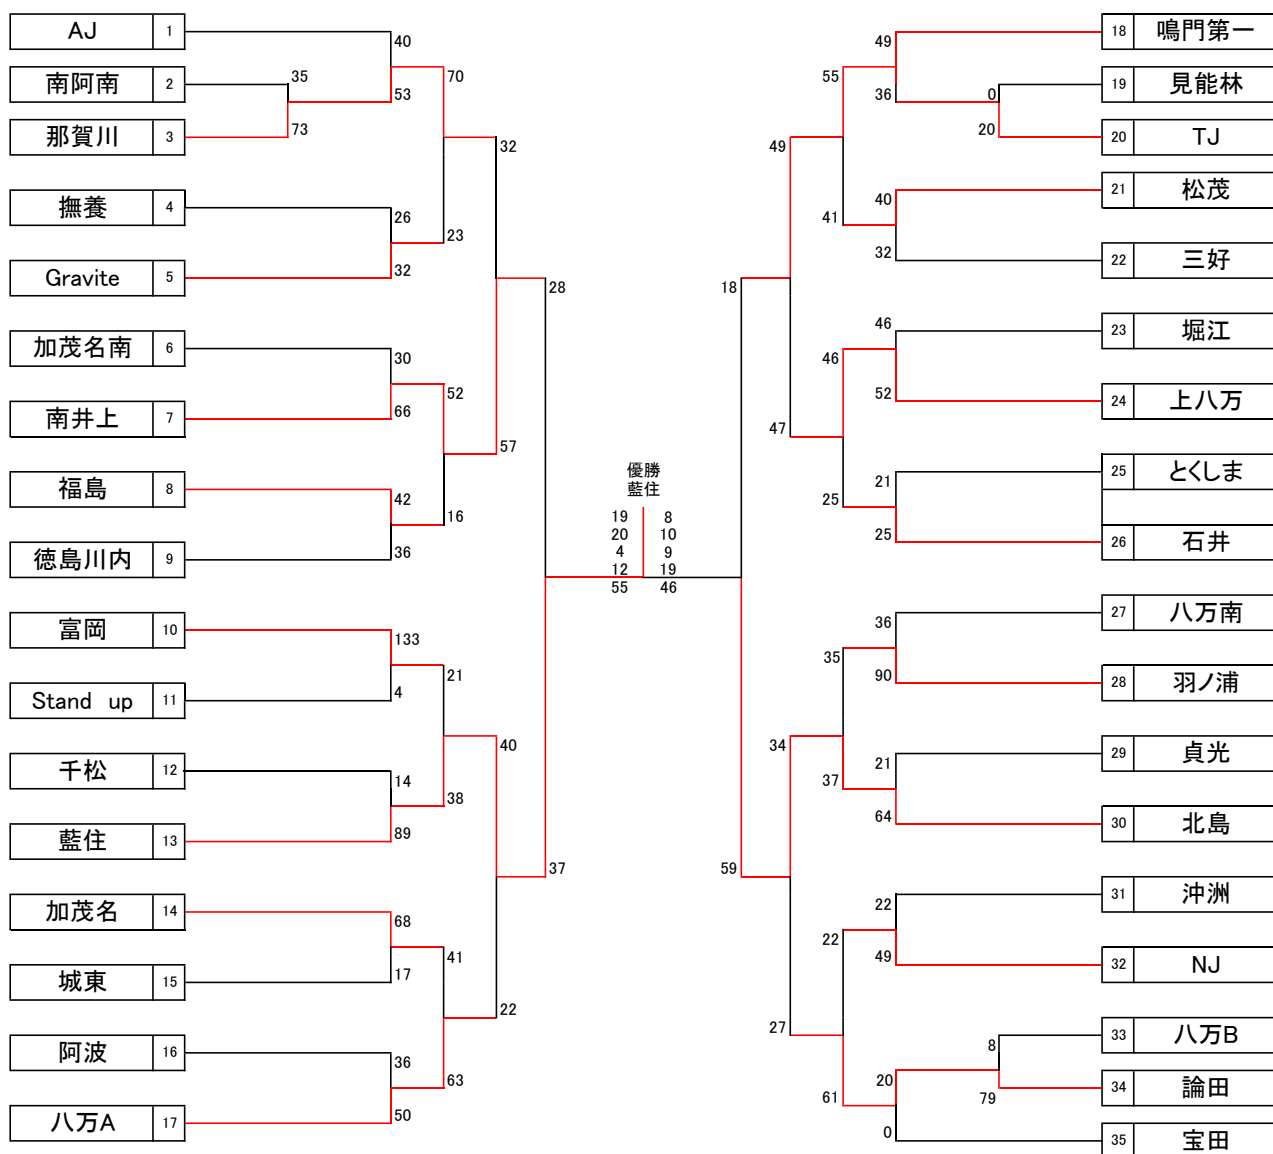 AJ 1
南阿南 2
那賀川 3
撫養 4
Gravite 5
加茂名南 6
南井上 7
福島 8
徳島川内 9
富岡 10
Stand up 11
千松 12
藍住 13
加茂名 14
城東 15
阿波 16
八万A 17
40
35
53
73
70
26
32
23
32
30
66
52
42
36
16
57
28
133
4
21
14
89
38
40
68
17
41
36
50
63
22
37
優勝
藍住
19 8
20 10
4 9
12 19
55 46
49
55
36
0
20
49
40
41
32
18
46
46
52
47
21
25
25
36
35
90
34
21
37
64
59
22
22
49
27
8
20
79
61
0
18 鳴門第一
19 見能林
20 TJ
21 松茂
22 三好
23 堀江
24 上八万
25 とくしま
26 石井
27 八万南
28 羽ノ浦
29 貞光
30 北島
31 沖洲
32 NJ
33 八万B
34 論田
35 宝田